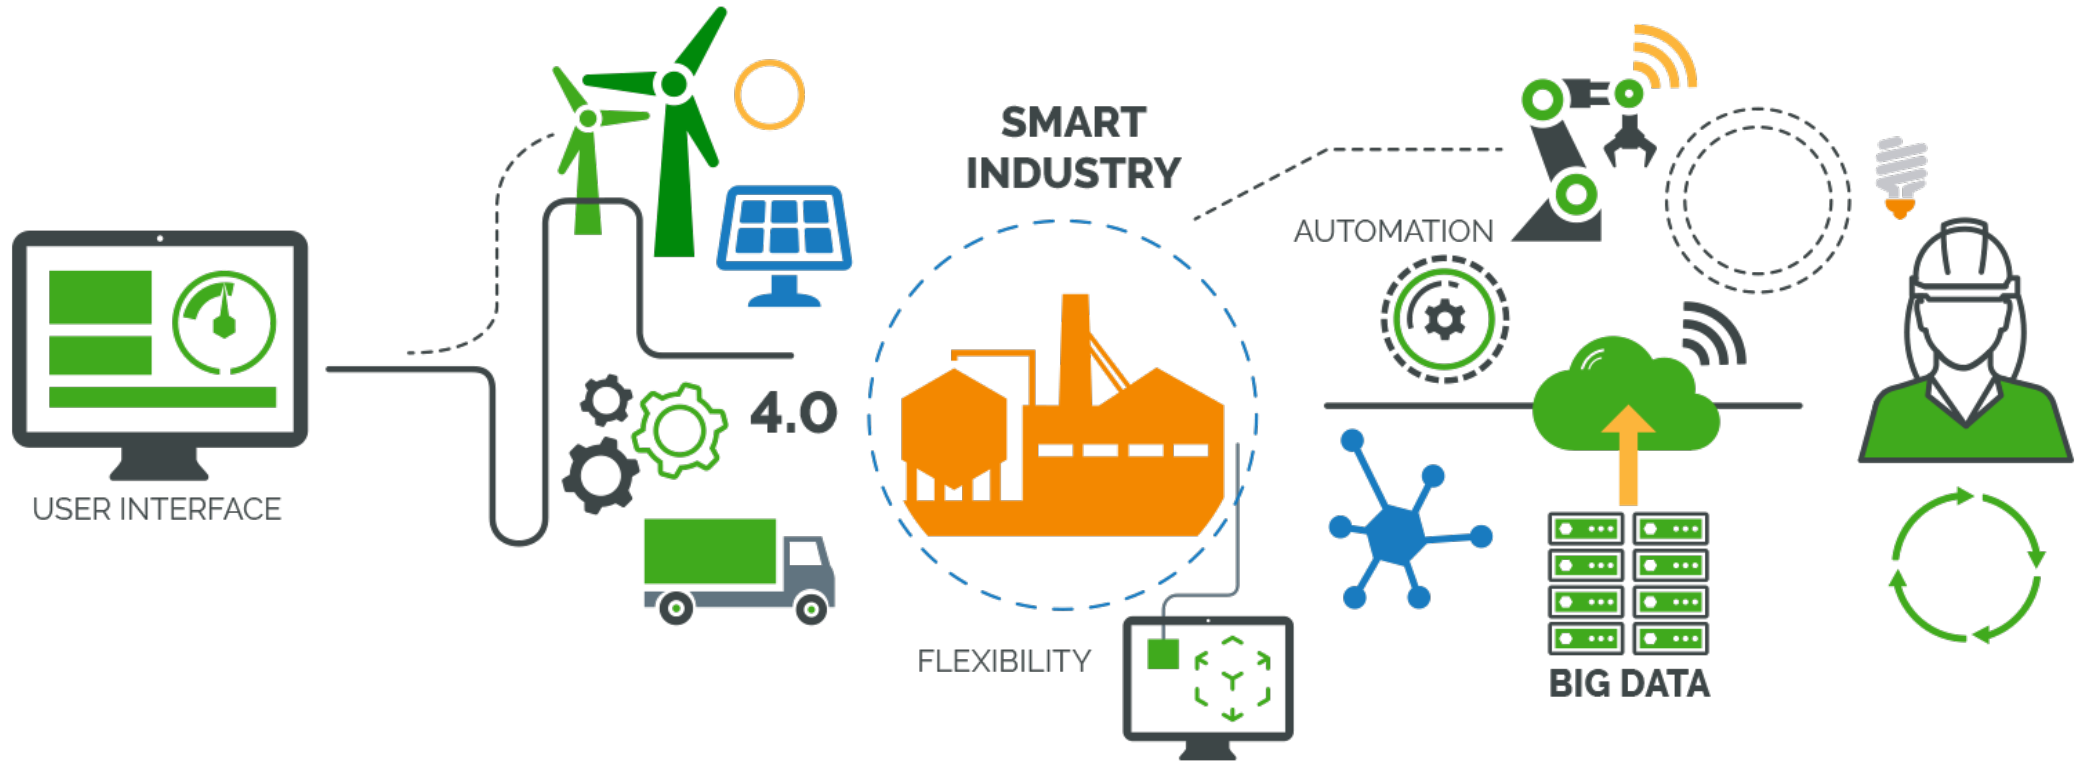 SMART
INDUSTRY
AUTOMATION
4.0
USER INTERFACE
FLEXIBILITY
BIG DATA